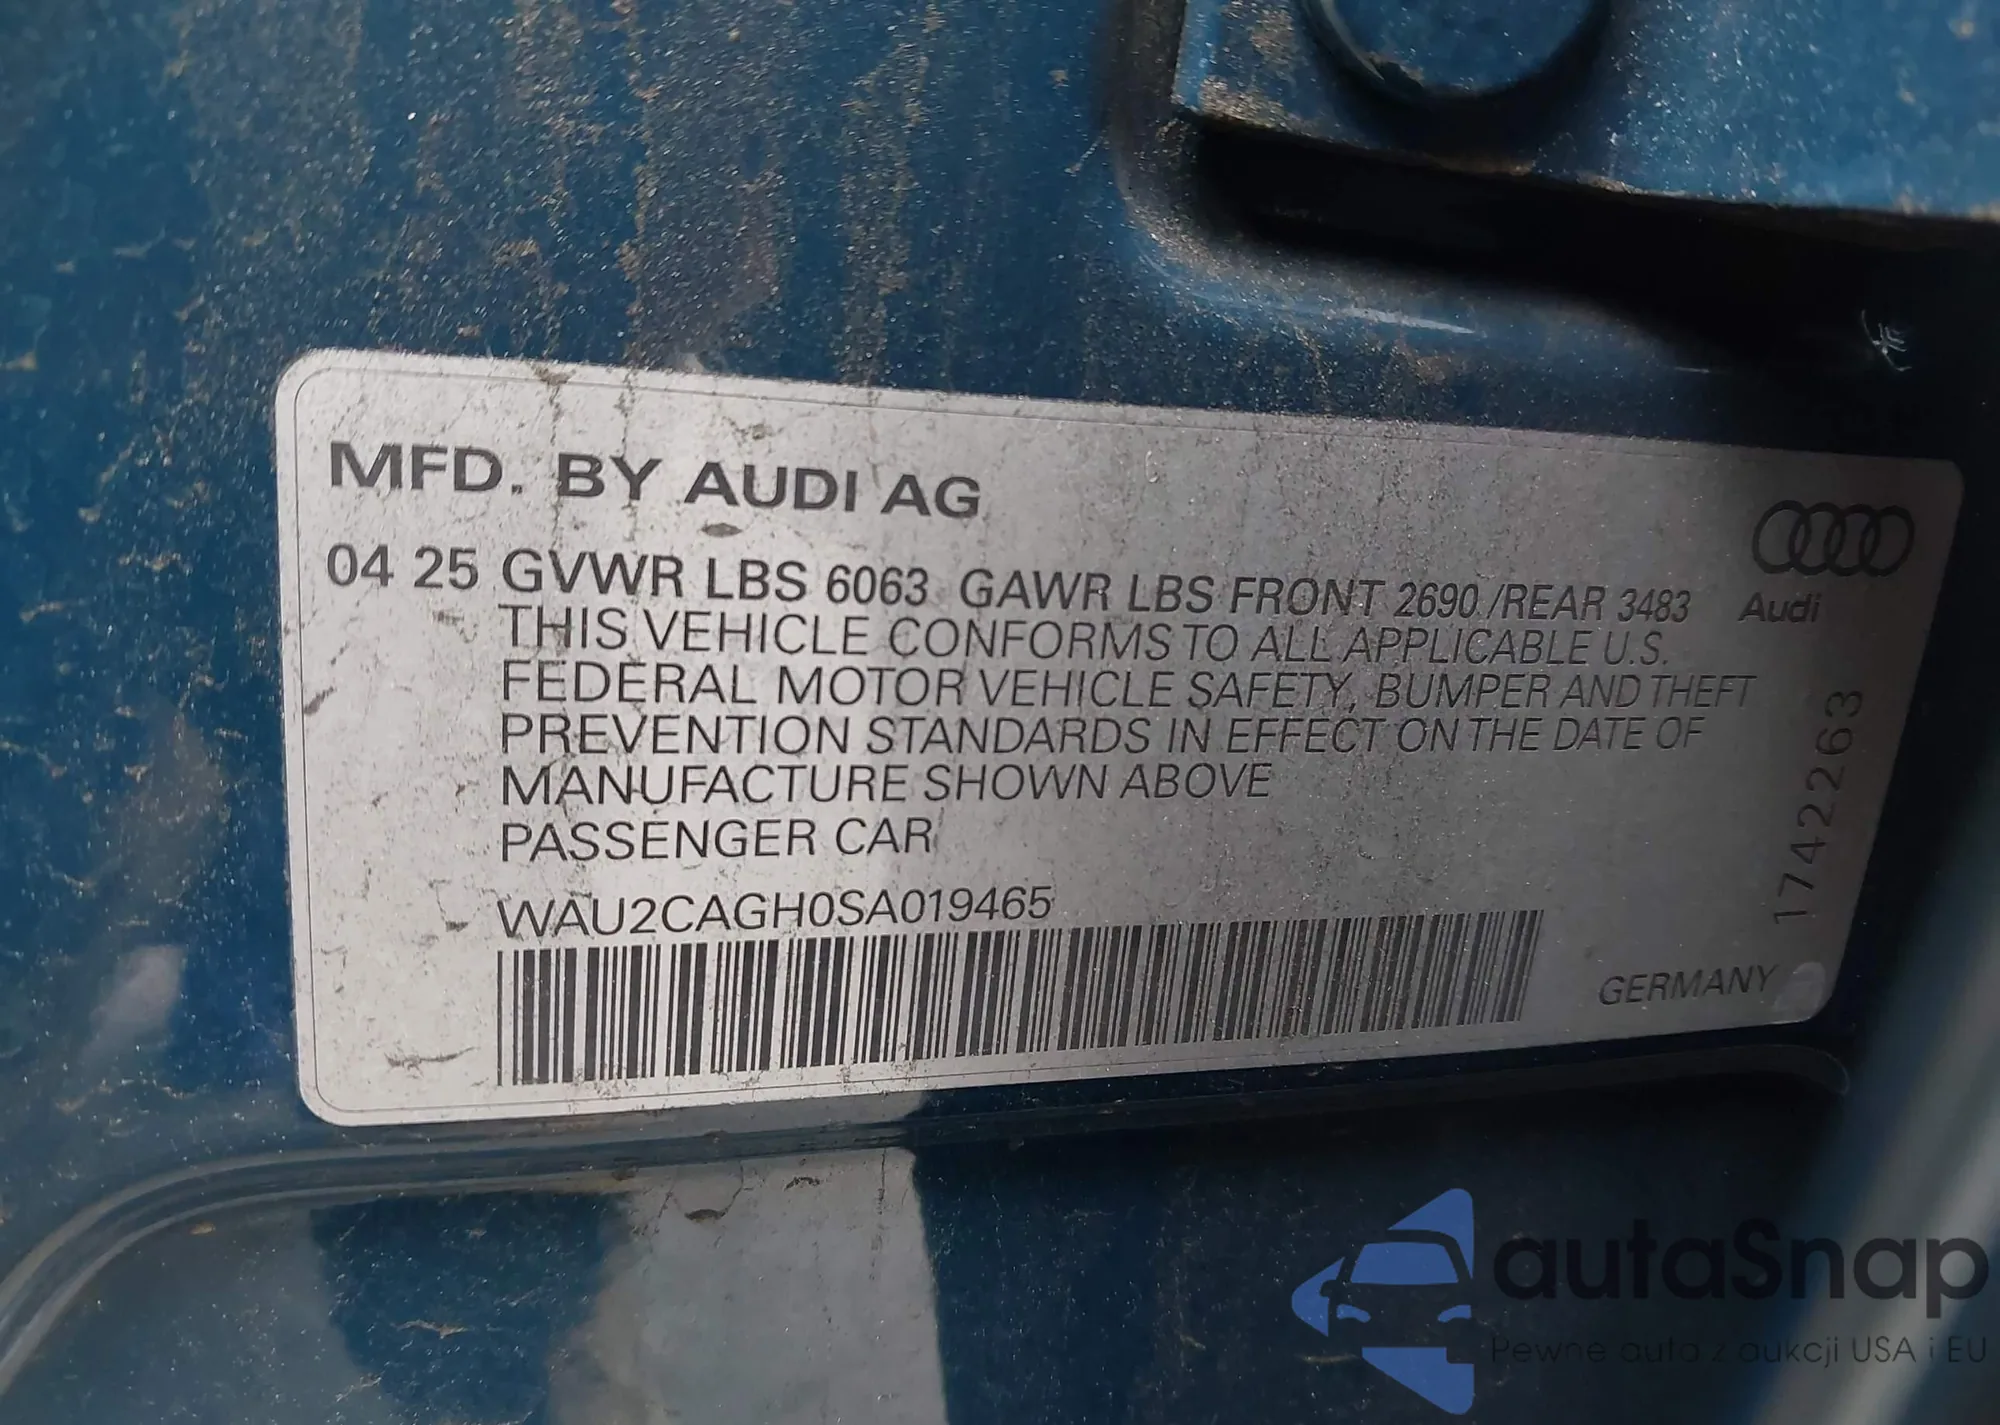 MFD. BY AUDI AG
04 25 GVWR LBS 6063 GAWR LBS FRONT 2690 /REAR 3483
Audi
THIS VEHICLE CONFORMS TO ALL APPLICABLE U.S.
FEDERAL MOTOR VEHICLE SAFETY, BUMPER AND THEFT
PREVENTION STANDARDS IN EFFECT ON THE DATE OF
MANUFACTURE SHOWN ABOVE
PASSENGER CAR
WAU2CAGH0SA019465
GERMANY
1742263
autaSnap
Pewne auta z aukcji USA i EU